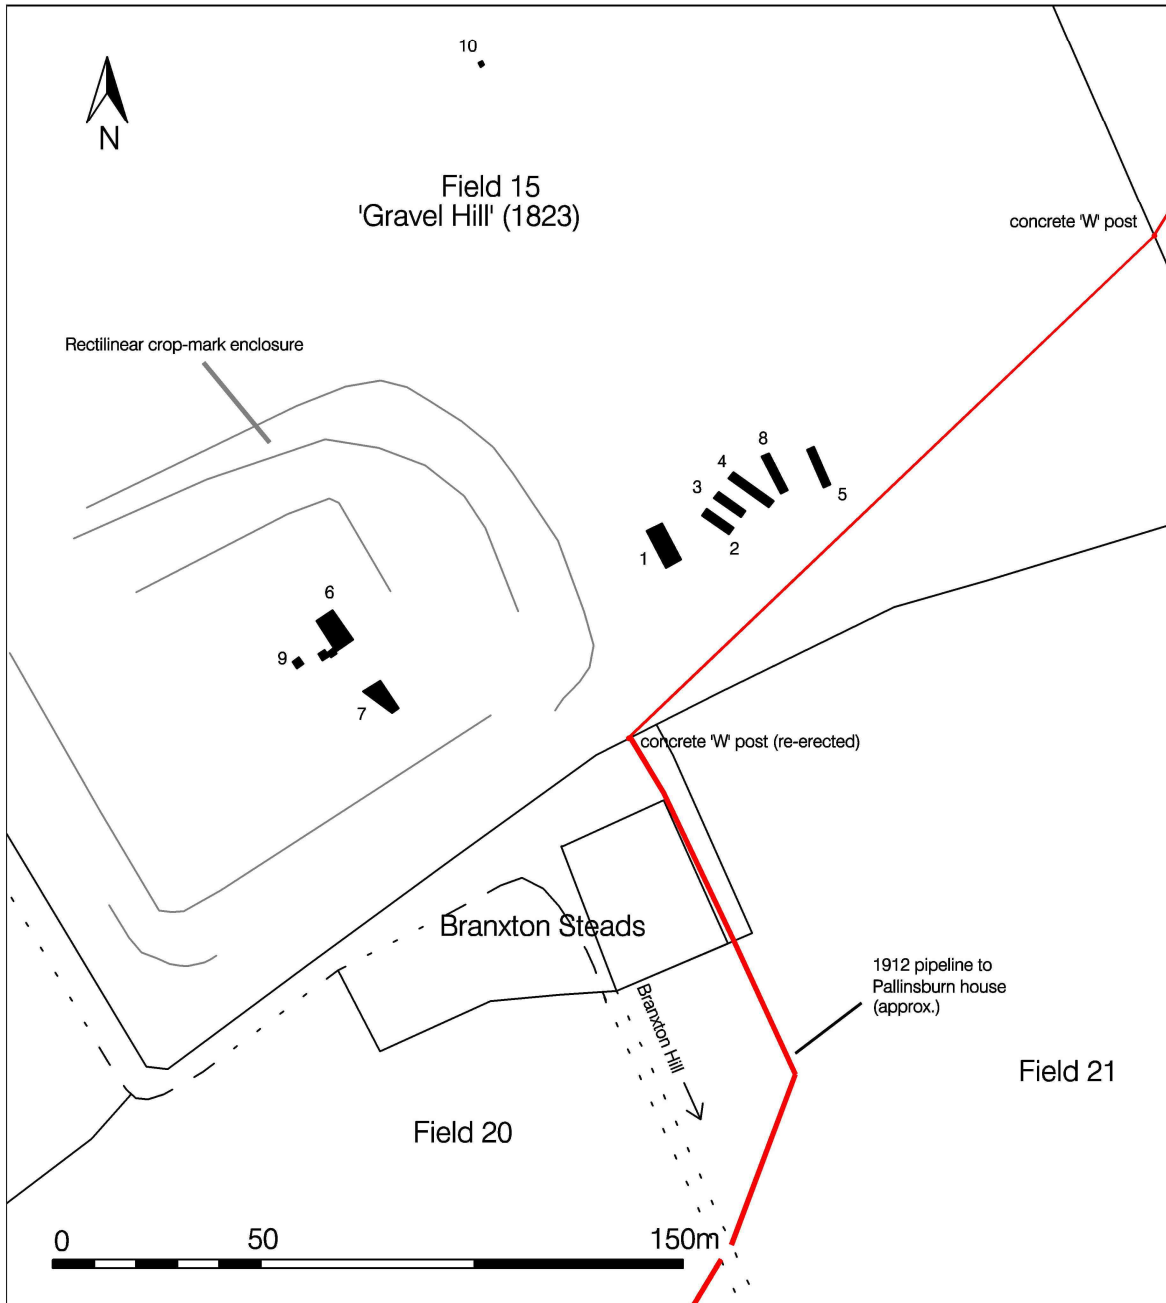 10
N
Field 15
'Gravel Hill' (1823)
concrete 'W' post
Rectilinear crop-mark enclosure
8
4
3
5
2
1
6
9
7
concrete 'W' post (re-erected)
Branxton Steads
1912 pipeline to
Pallinsburn house
(approx.)
Branxton Hill
Field 21
Field 20
0 50 150m